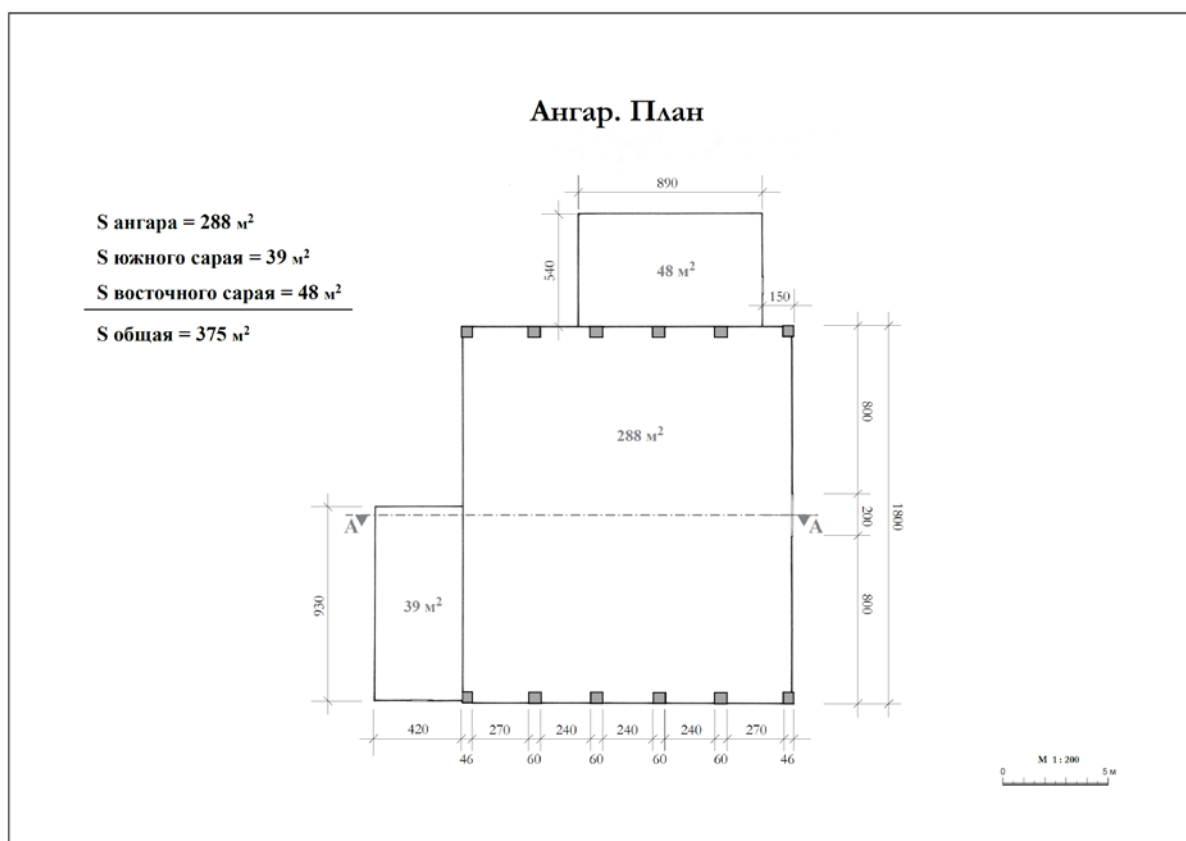 Ангар. План
S ангара = 288 м²
S южного сарая = 39 м²
S восточного сарая = 48 м²
S общая = 375 м²
890
540
48 м²
150
800
288 м²
200
1800
A
A
930
39 м²
800
420
270
240
240
240
270
46
60
60
60
60
46
М 1 : 200
0
5 м